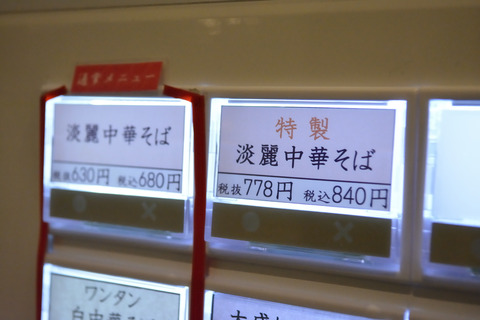 通常メニュー
淡麗中華そば
税抜630円 税込680円
特製
淡麗中華そば
税抜778円 税込840円
ワンタン